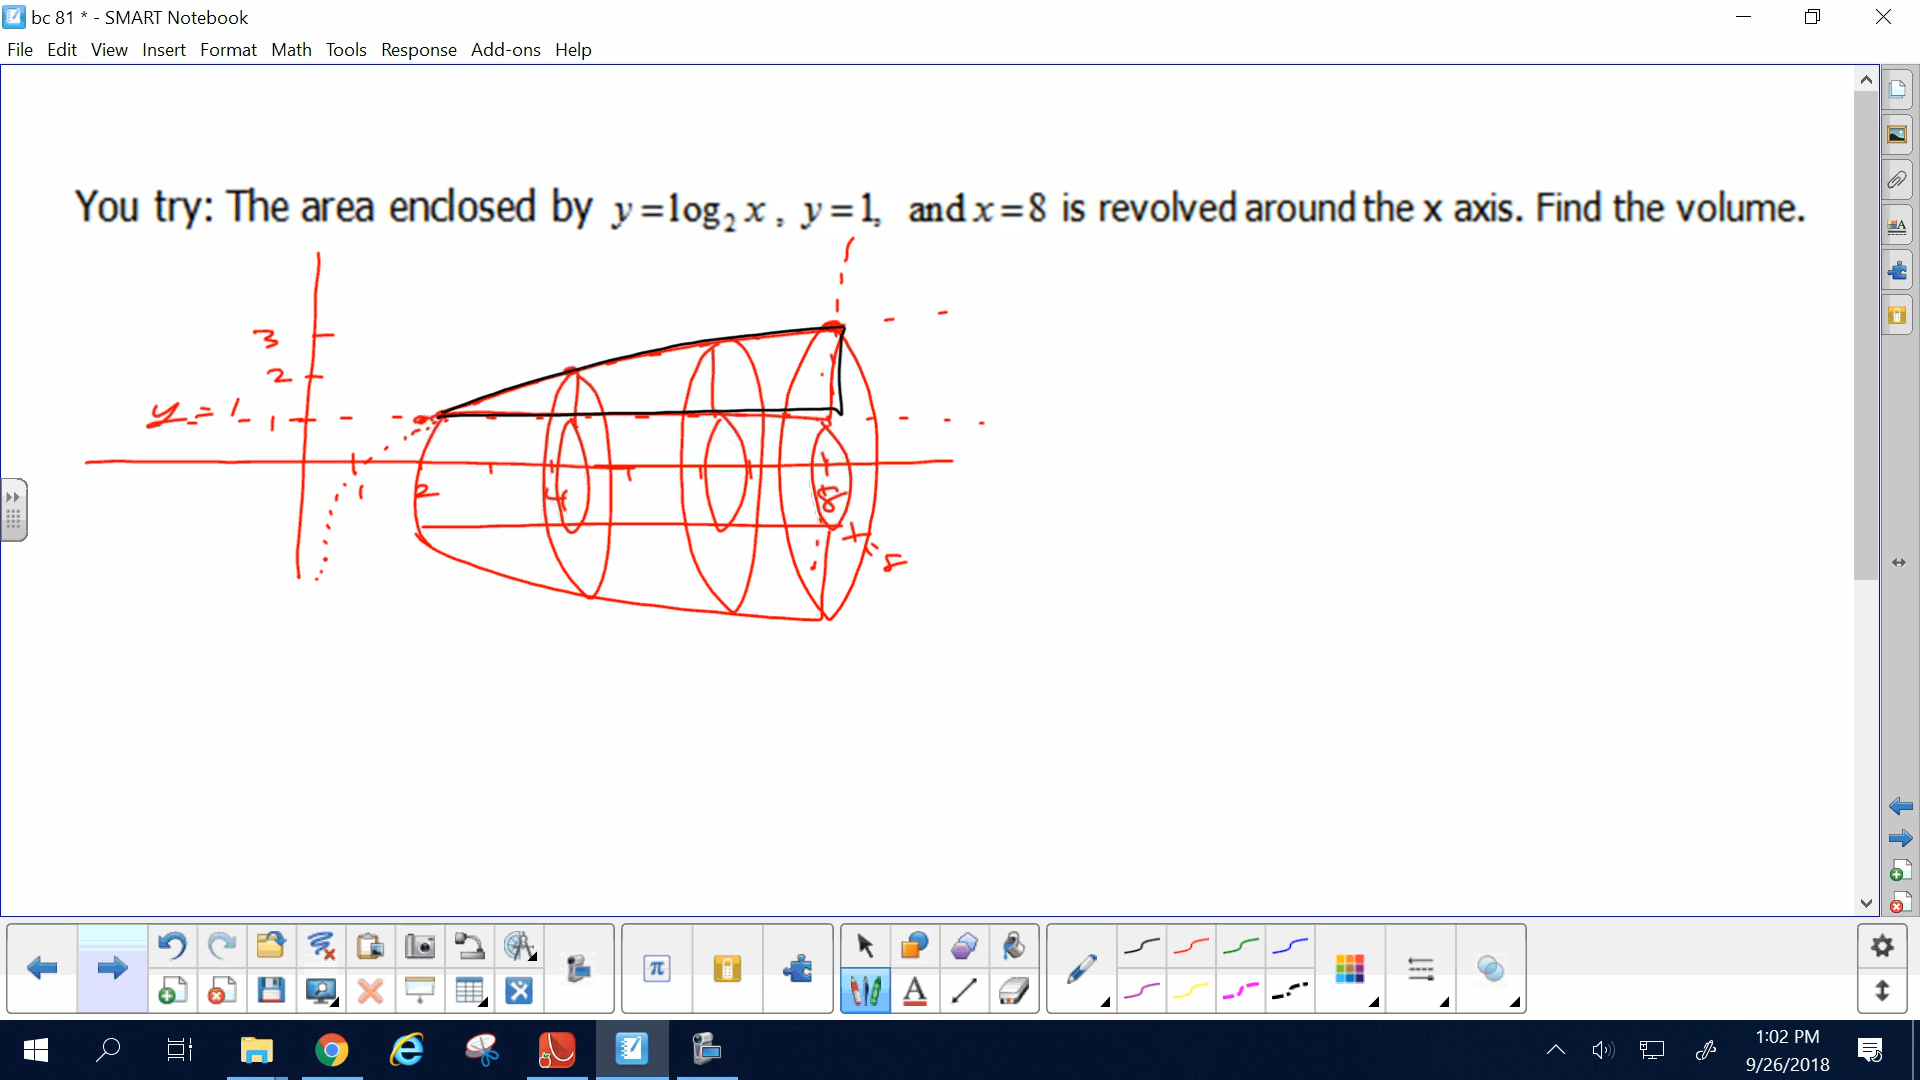 bc 81 * - SMART Notebook
File Edit View Insert Format Math Tools Response Add-ons Help
You try: The area enclosed by y=log₂ x, y=1, and x=8 is revolved around the x axis. Find the volume.
3
2
y = 1
1
1 2 4 8
x=8
π
A
1:02 PM
9/26/2018